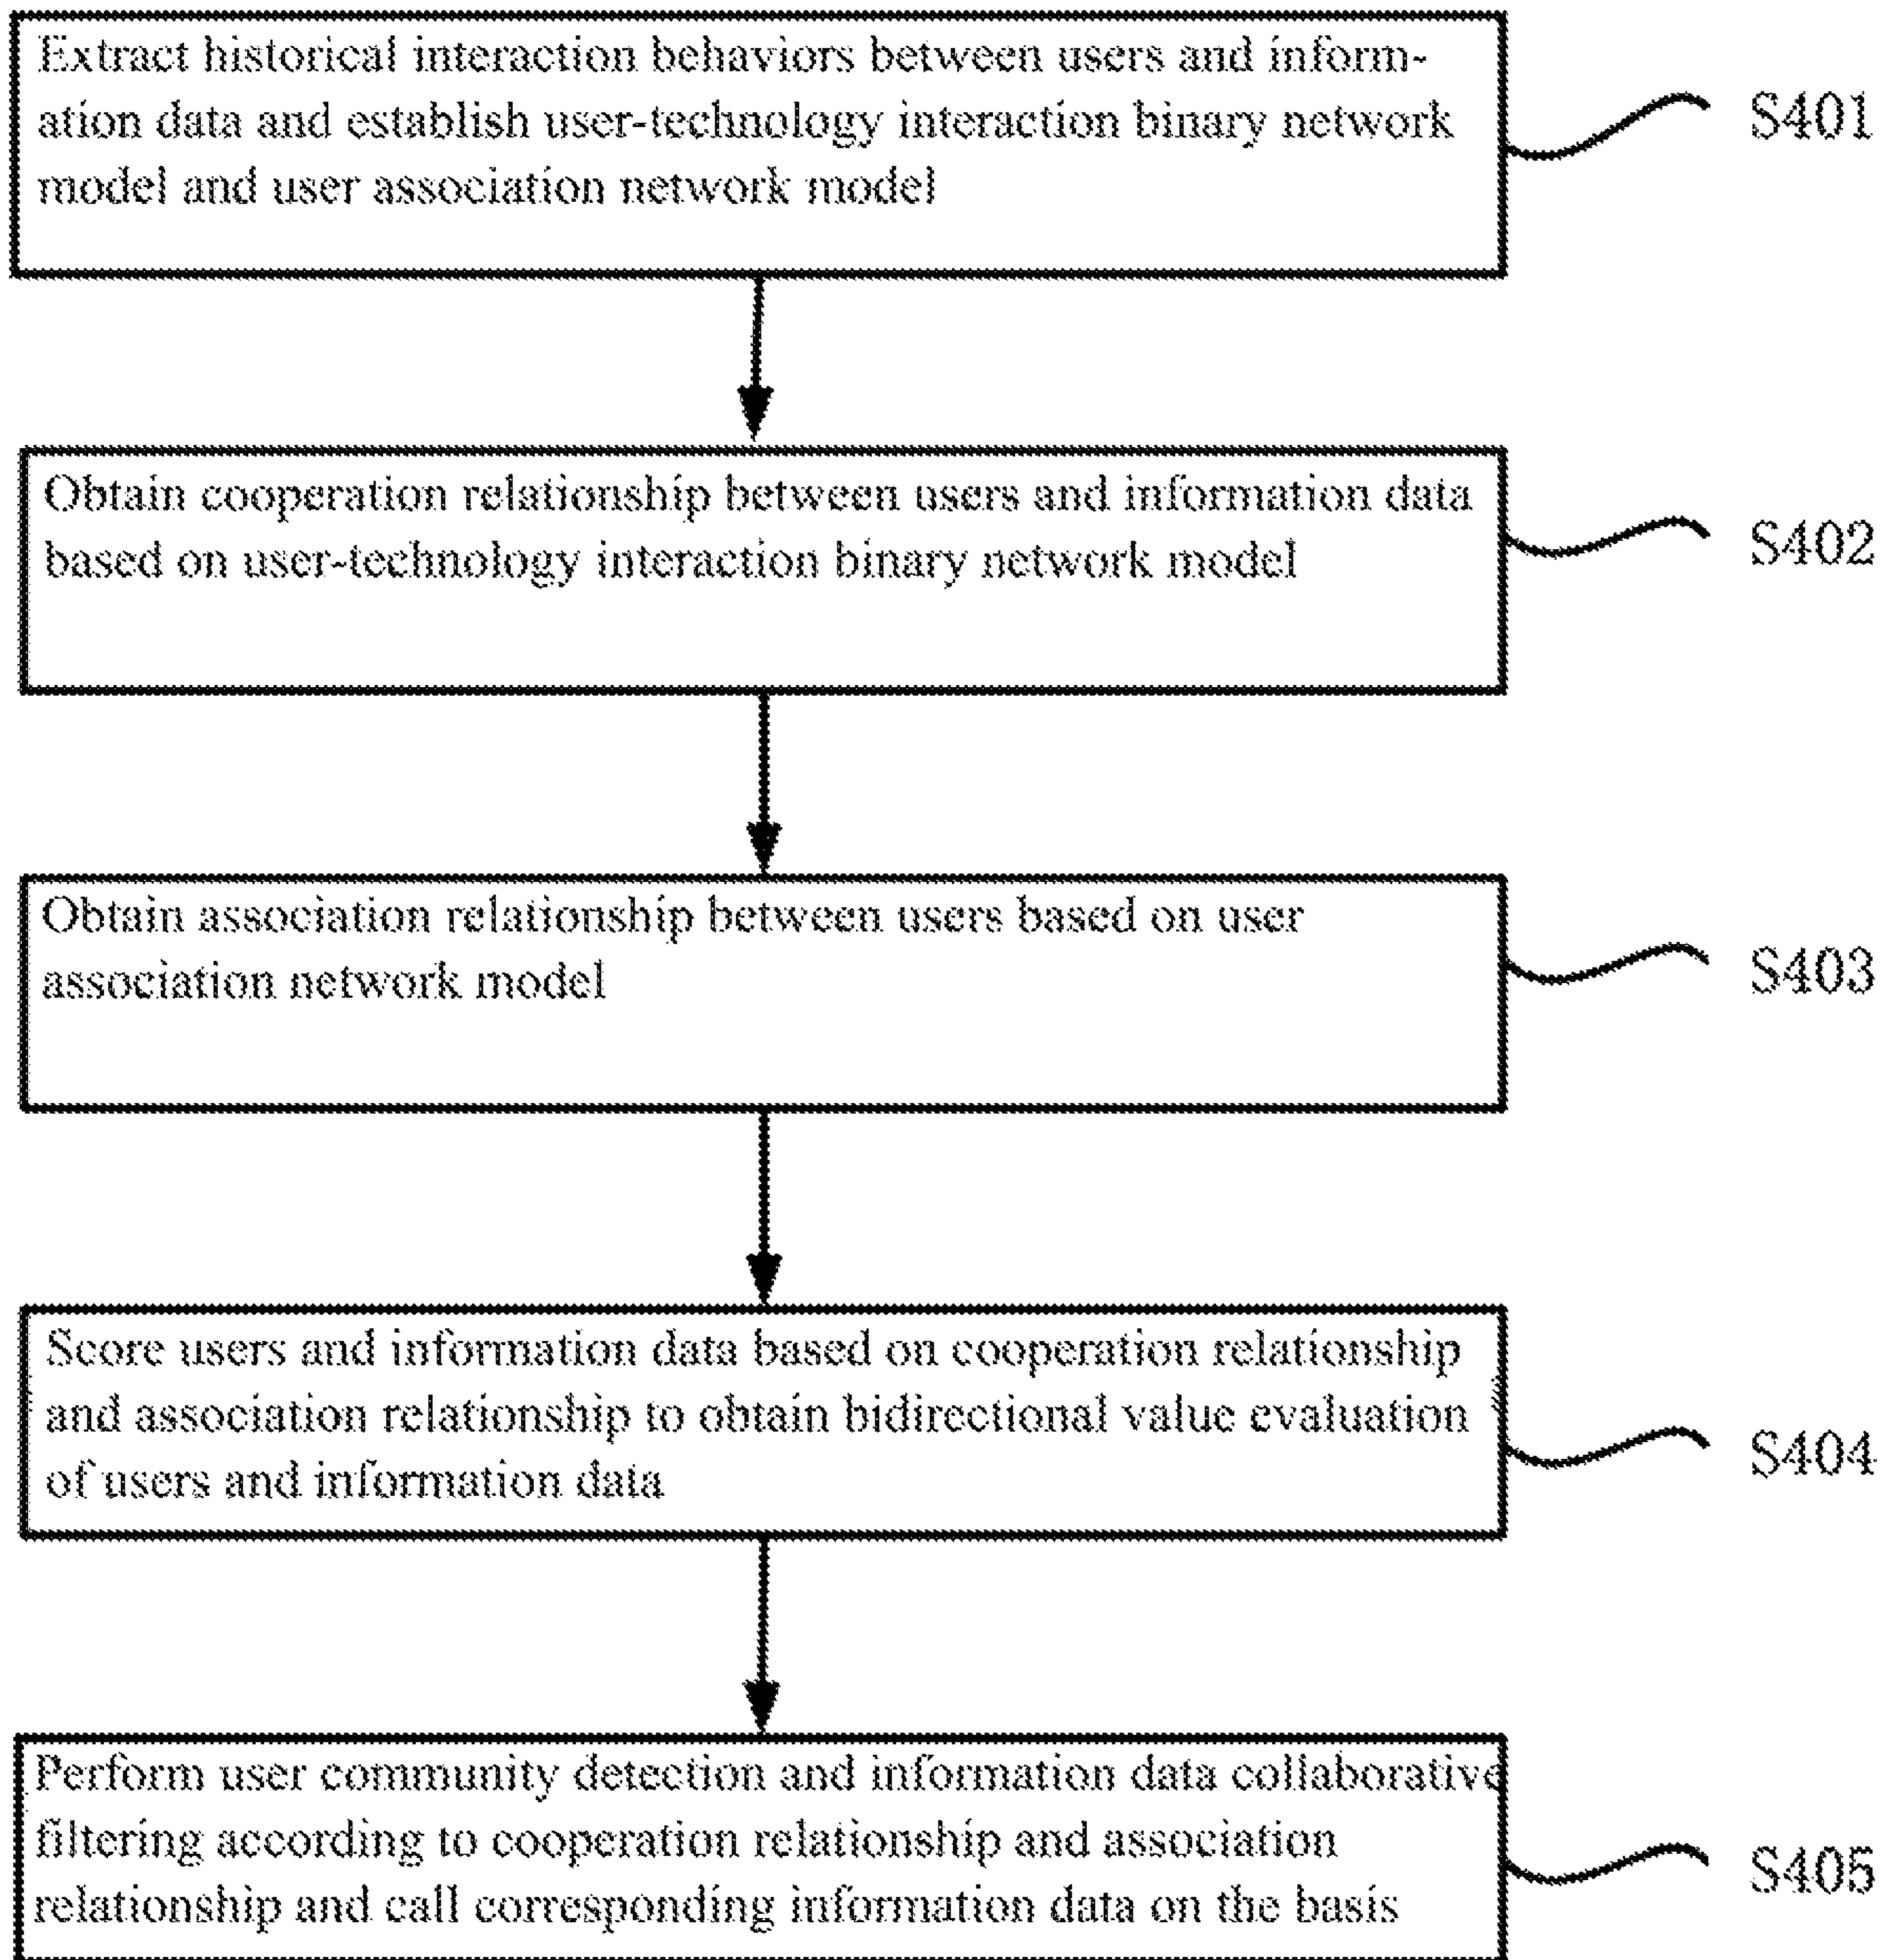 Extract historical interaction behaviors between users and inform-
ation data and establish user-technology interaction binary network
model and user association network model
S401
Obtain cooperation relationship between users and information data
based on user-technology interaction binary network model
S402
Obtain association relationship between users based on user
association network model
S403
Score users and information data based on cooperation relationship
and association relationship to obtain bidirectional value evaluation
of users and information data
S404
Perform user community detection and information data collaborative
filtering according to cooperation relationship and association
relationship and call corresponding information data on the basis
S405